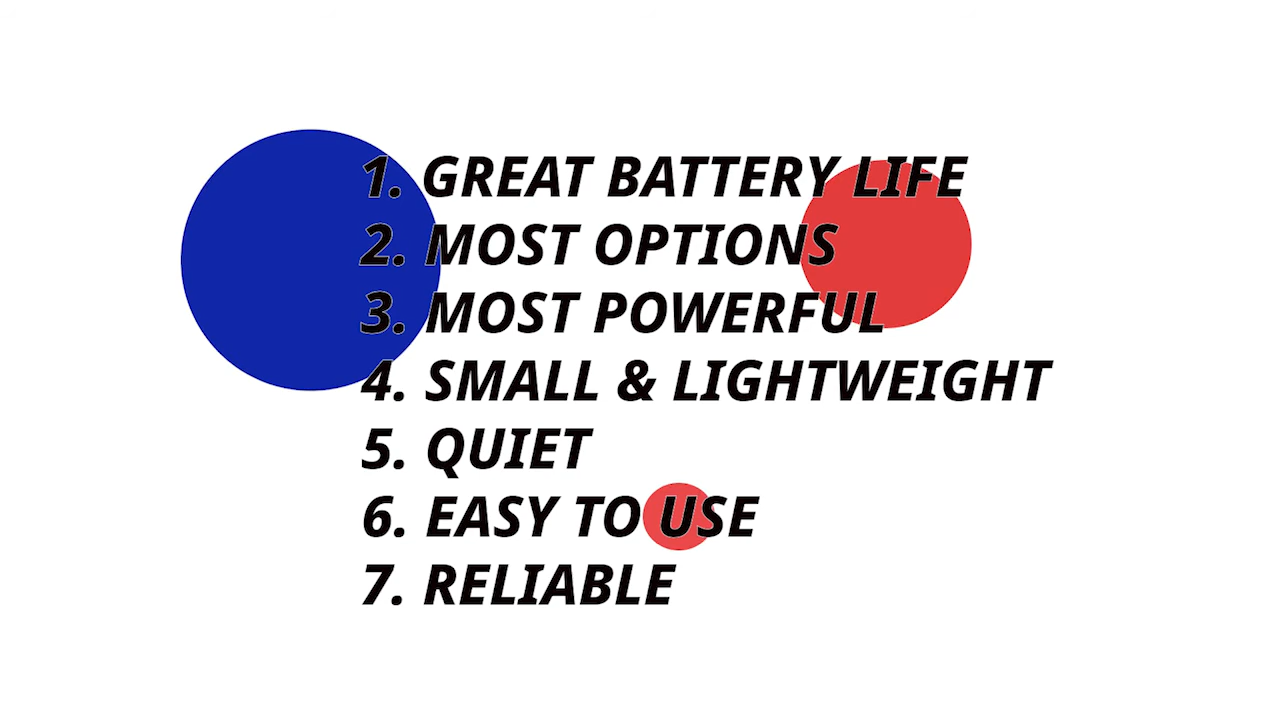 1. GREAT BATTERY LIFE
2. MOST OPTIONS
3. MOST POWERFUL
4. SMALL & LIGHTWEIGHT
5. QUIET
6. EASY TO USE
7. RELIABLE